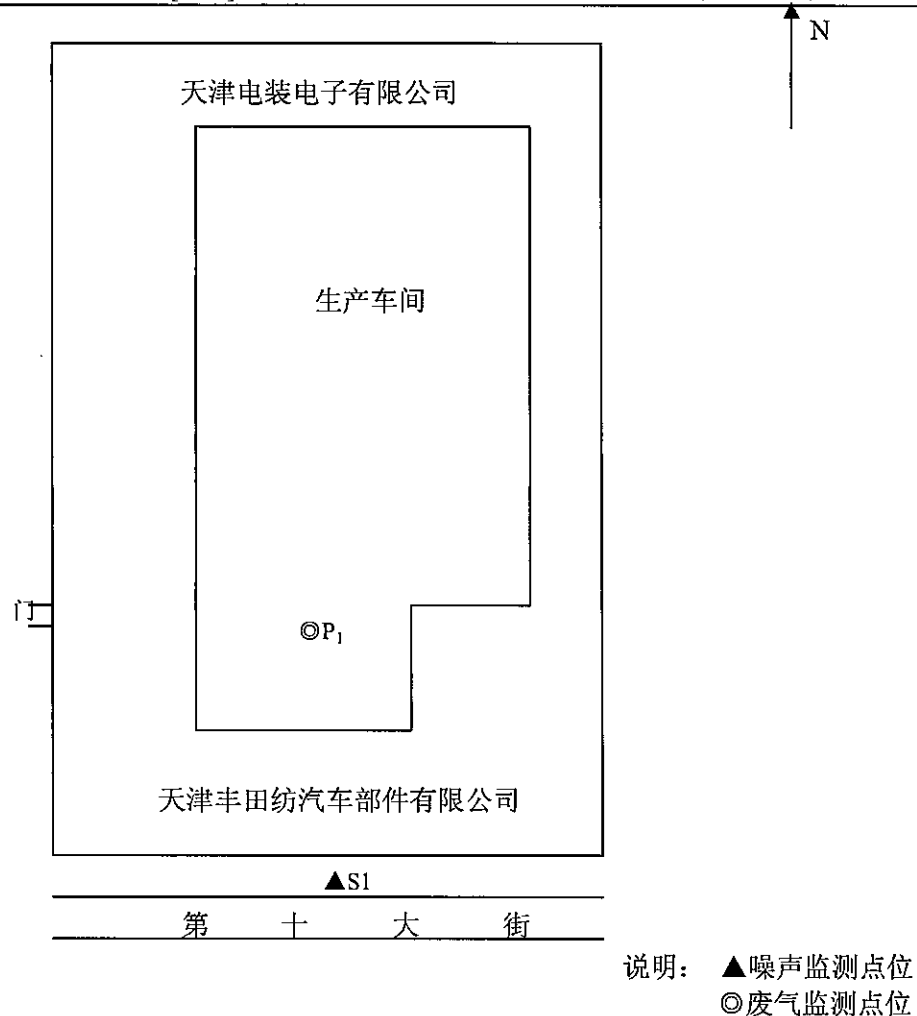 N
天津电装电子有限公司
生产车间
门
◎P₁
天津丰田纺汽车部件有限公司
▲S1
第 十 大 街
说明： ▲噪声监测点位
◎废气监测点位